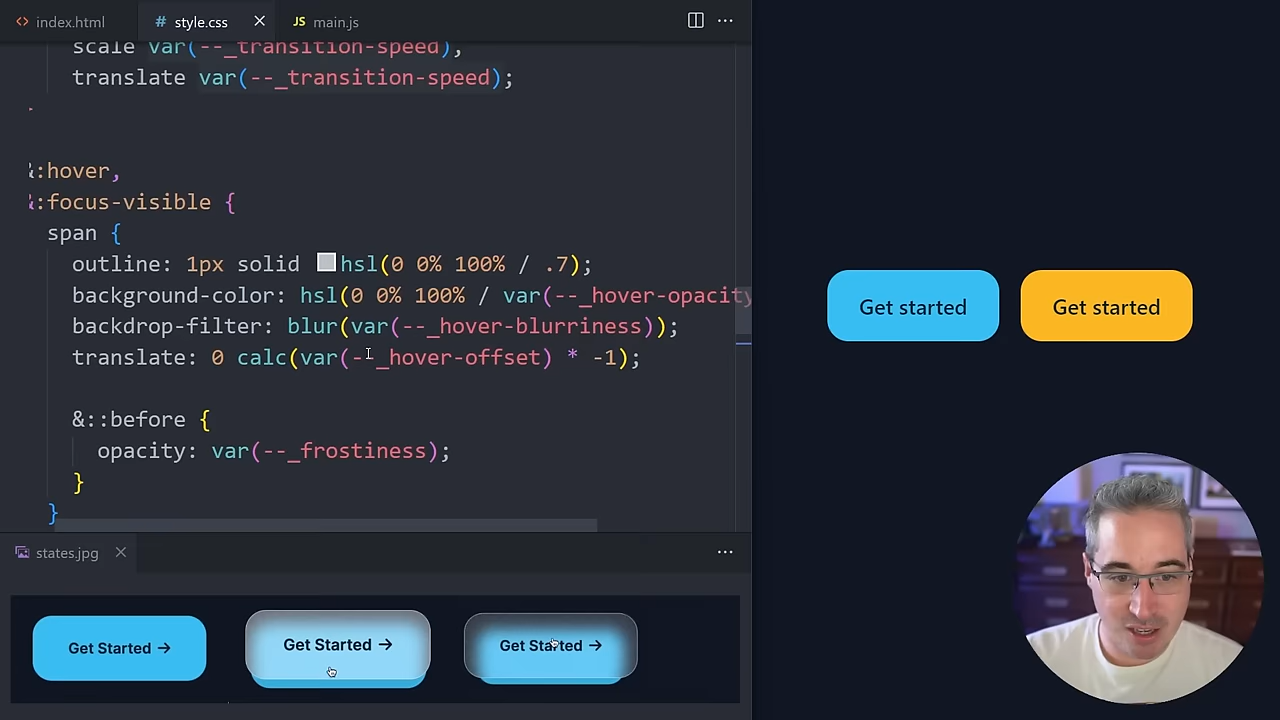 index.html
style.css
main.js
scale var(--_transition-speed),
translate var(--_transition-speed);
&:hover,
&:focus-visible {
span {
outline: 1px solid hsl(0 0% 100% / .7);
background-color: hsl(0 0% 100% / var(--_hover-opacity
backdrop-filter: blur(var(--_hover-blurriness));
translate: 0 calc(var(--_hover-offset) * -1);
&::before {
opacity: var(--_frostiness);
}
}
states.jpg
Get Started →
Get Started →
Get Started →
Get started
Get started